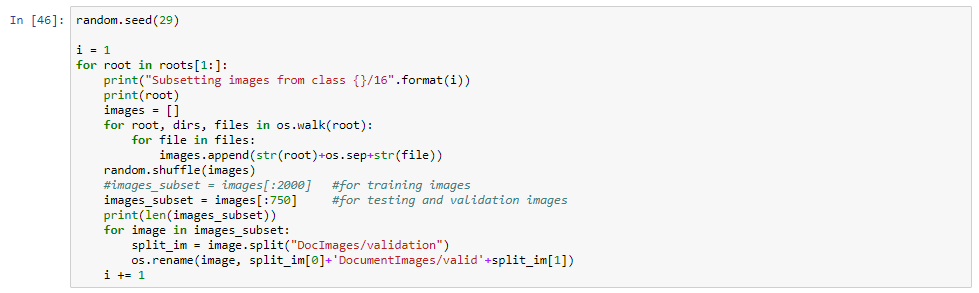 In [46]: random.seed(29)

i = 1
for root in roots[1:]:
    print("Subsetting images from class {}/16".format(i))
    print(root)
    images = []
    for root, dirs, files in os.walk(root):
        for file in files:
            images.append(str(root)+os.sep+str(file))
    random.shuffle(images)
    #images_subset = images[:2000]   #for training images
    images_subset = images[:750]     #for testing and validation images
    print(len(images_subset))
    for image in images_subset:
        split_im = image.split("DocImages/validation")
        os.rename(image, split_im[0]+'DocumentImages/valid'+split_im[1])
    i += 1